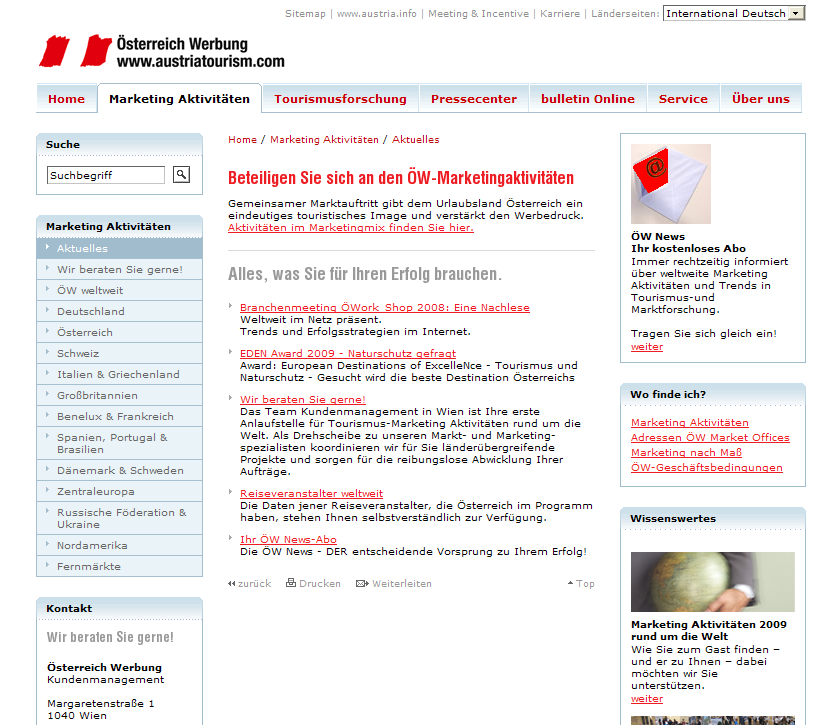 Sitemap | www.austria.info | Meeting & Incentive | Karriere | Länderseiten: International Deutsch
Österreich Werbung
www.austriatourism.com
Home
Marketing Aktivitäten
Tourismusforschung
Pressecenter
bulletin Online
Service
Über uns
Suche
Suchbegriff
Marketing Aktivitäten
Aktuelles
Wir beraten Sie gerne!
ÖW weltweit
Deutschland
Österreich
Schweiz
Italien & Griechenland
Großbritannien
Benelux & Frankreich
Spanien, Portugal &
Brasilien
Dänemark & Schweden
Zentraleuropa
Russische Föderation &
Ukraine
Nordamerika
Fernmärkte
Kontakt
Wir beraten Sie gerne!
Österreich Werbung
Kundenmanagement
Margaretenstraße 1
1040 Wien
Home / Marketing Aktivitäten / Aktuelles
Beteiligen Sie sich an den ÖW-Marketingaktivitäten
Gemeinsamer Marktauftritt gibt dem Urlaubsland Österreich ein
eindeutiges touristisches Image und verstärkt den Werbedruck.
Aktivitäten im Marketingmix finden Sie hier.
Alles, was Sie für Ihren Erfolg brauchen.
Branchenmeeting ÖWork Shop 2008: Eine Nachlese
Weltweit im Netz präsent.
Trends und Erfolgsstrategien im Internet.
EDEN Award 2009 - Naturschutz gefragt
Award: European Destinations of ExcelleNce - Tourismus und
Naturschutz - Gesucht wird die beste Destination Österreichs
Wir beraten Sie gerne!
Das Team Kundenmanagement in Wien ist Ihre erste
Anlaufstelle für Tourismus-Marketing Aktivitäten rund um die
Welt. Als Drehscheibe zu unseren Markt- und Marketing-
spezialisten koordinieren wir für Sie länderübergreifende
Projekte und sorgen für die reibungslose Abwicklung Ihrer
Aufträge.
Reiseveranstalter weltweit
Die Daten jener Reiseveranstalter, die Österreich im Programm
haben, stehen Ihnen selbstverständlich zur Verfügung.
Ihr ÖW News-Abo
Die ÖW News - DER entscheidende Vorsprung zu Ihrem Erfolg!
zurück
Drucken
Weiterleiten
Top
@
ÖW News
Ihr kostenloses Abo
Immer rechtzeitig informiert
über weltweite Marketing
Aktivitäten und Trends in
Tourismus-und
Marktforschung.
Tragen Sie sich gleich ein!
weiter
Wo finde ich?
Marketing Aktivitäten
Adressen ÖW Market Offices
Marketing nach Maß
ÖW-Geschäftsbedingungen
Wissenswertes
Marketing Aktivitäten 2009
rund um die Welt
Wie Sie zum Gast finden –
und er zu Ihnen – dabei
möchten wir Sie
unterstützen.
weiter